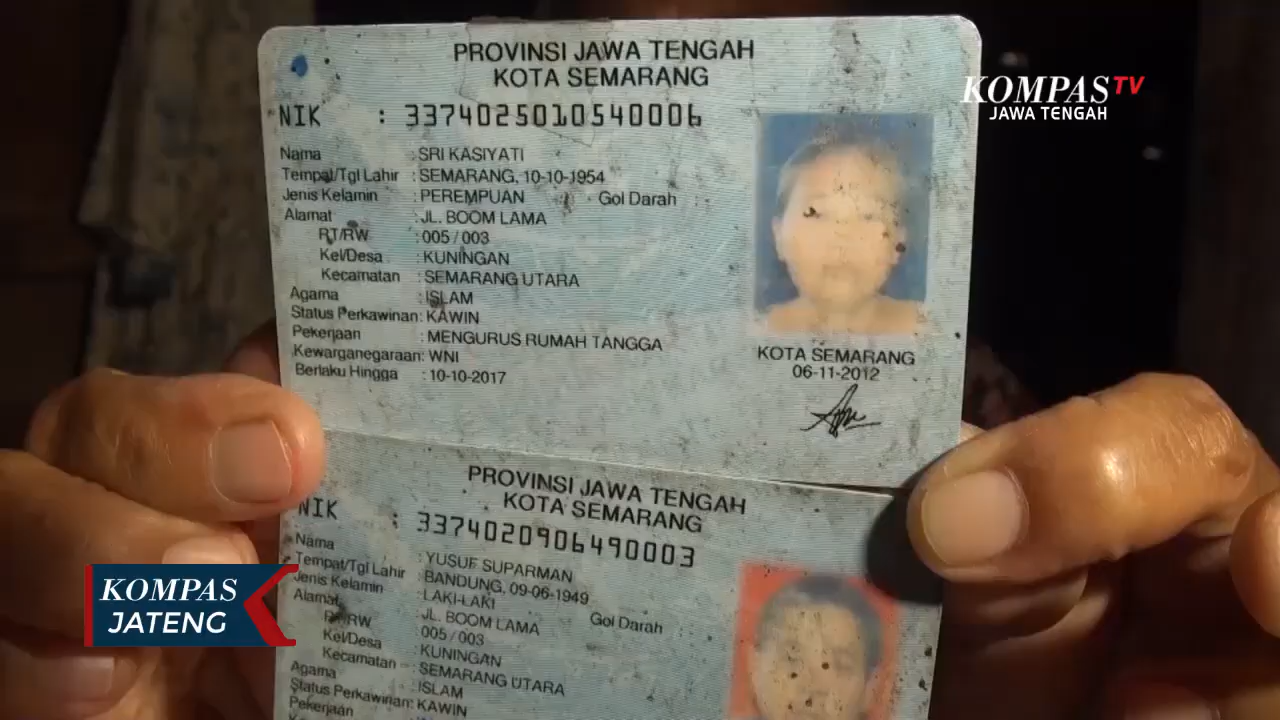 PROVINSI JAWA TENGAH
KOTA SEMARANG
NIK : 3374025010540006
Nama : SRI KASIYATI
Tempat/Tgl Lahir : SEMARANG, 10-10-1954
Jenis Kelamin : PEREMPUAN Gol Darah :
Alamat : JL. BOOM LAMA
RT/RW : 005 / 003
Kel/Desa : KUNINGAN
Kecamatan : SEMARANG UTARA
Agama : ISLAM
Status Perkawinan: KAWIN
Pekerjaan : MENGURUS RUMAH TANGGA
Kewarganegaraan: WNI
Berlaku Hingga : 10-10-2017
KOTA SEMARANG
06-11-2012
KOMPAS TV
JAWA TENGAH
PROVINSI JAWA TENGAH
KOTA SEMARANG
NIK : 3374020906490003
Nama : YUSUF SUPARMAN
Tempat/Tgl Lahir : BANDUNG, 09-06-1949
Jenis Kelamin : LAKI-LAKI Gol Darah :
Alamat : JL. BOOM LAMA
RT/RW : 005 / 003
Kel/Desa : KUNINGAN
Kecamatan : SEMARANG UTARA
Agama : ISLAM
Status Perkawinan: KAWIN
Pekerjaan
KOMPAS
JATENG